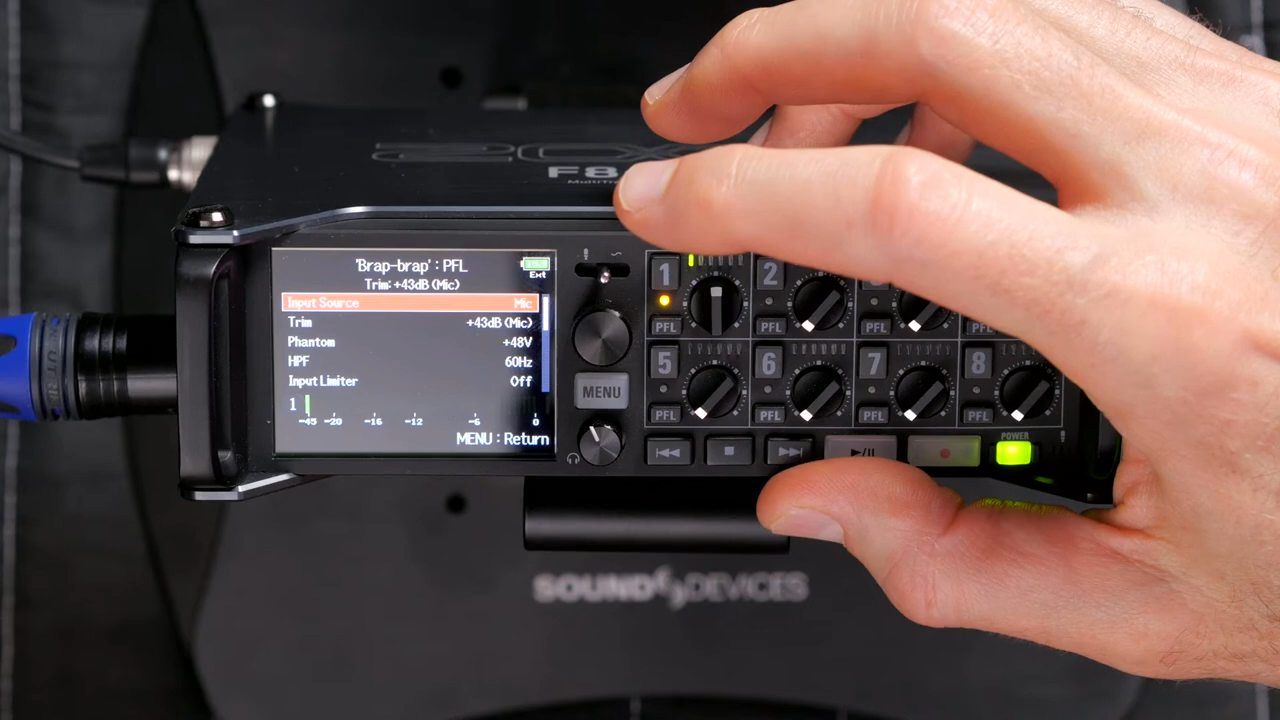 ZOOM
F8
'Brap-brap' : PFL
Ext
Trim:+43dB (Mic)
Input Source Mic
Trim +43dB (Mic)
Phantom +48V
HPF 60Hz
Input Limiter Off
1
-45 -20 -16 -12 -6 0
MENU : Return
MENU
1 2
PFL PFL PFL PFL
5 6 7 8
PFL PFL PFL PFL
POWER
SOUND DEVICES